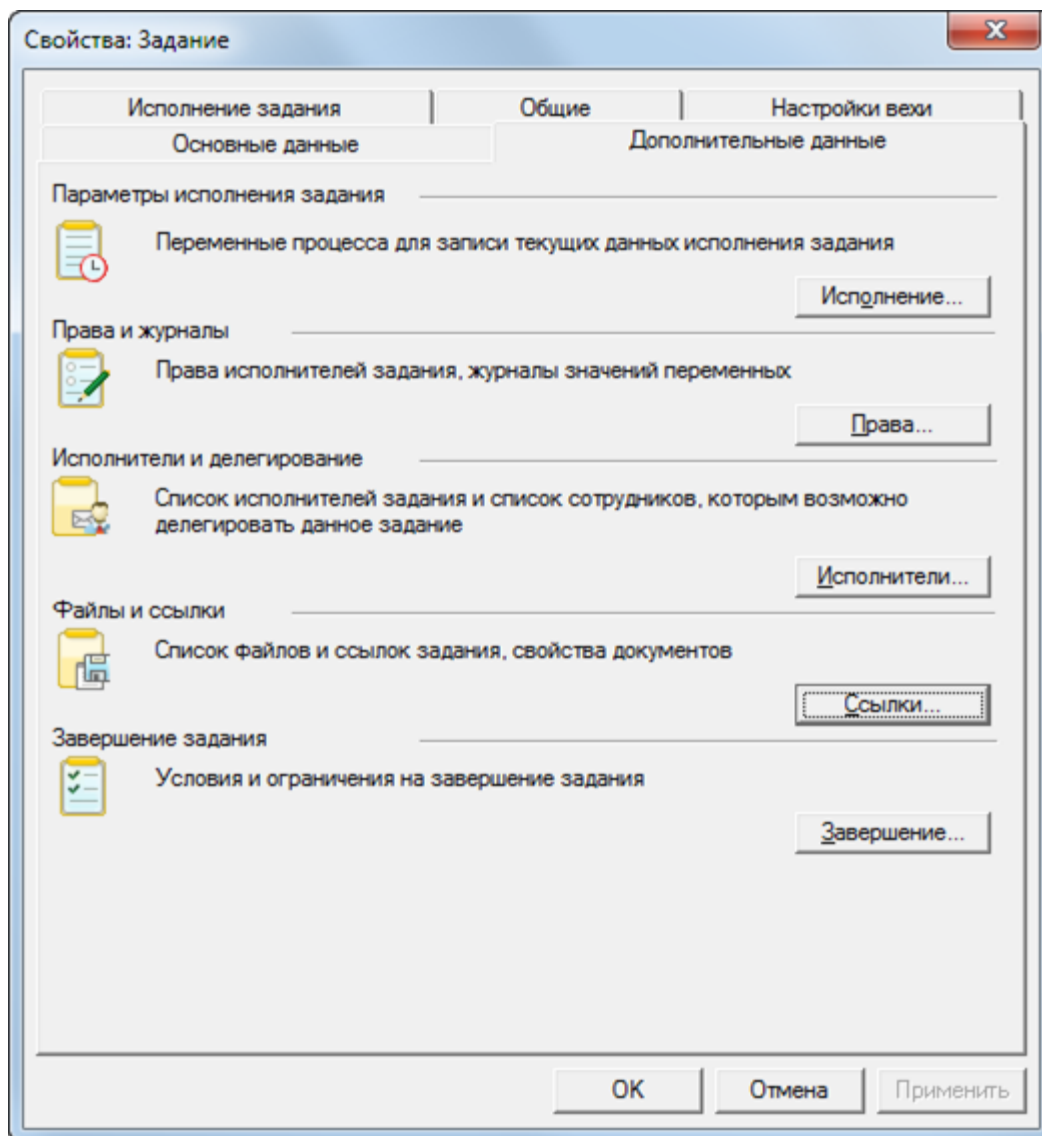 Свойства: Задание
Исполнение задания
Общие
Настройки вехи
Основные данные
Дополнительные данные
Параметры исполнения задания
Переменные процесса для записи текущих данных исполнения задания
Исполнение...
Права и журналы
Права исполнителей задания, журналы значений переменных
Права...
Исполнители и делегирование
Список исполнителей задания и список сотрудников, которым возможно
делегировать данное задание
Исполнители...
Файлы и ссылки
Список файлов и ссылок задания, свойства документов
Ссылки...
Завершение задания
Условия и ограничения на завершение задания
Завершение...
OK
Отмена
Применить